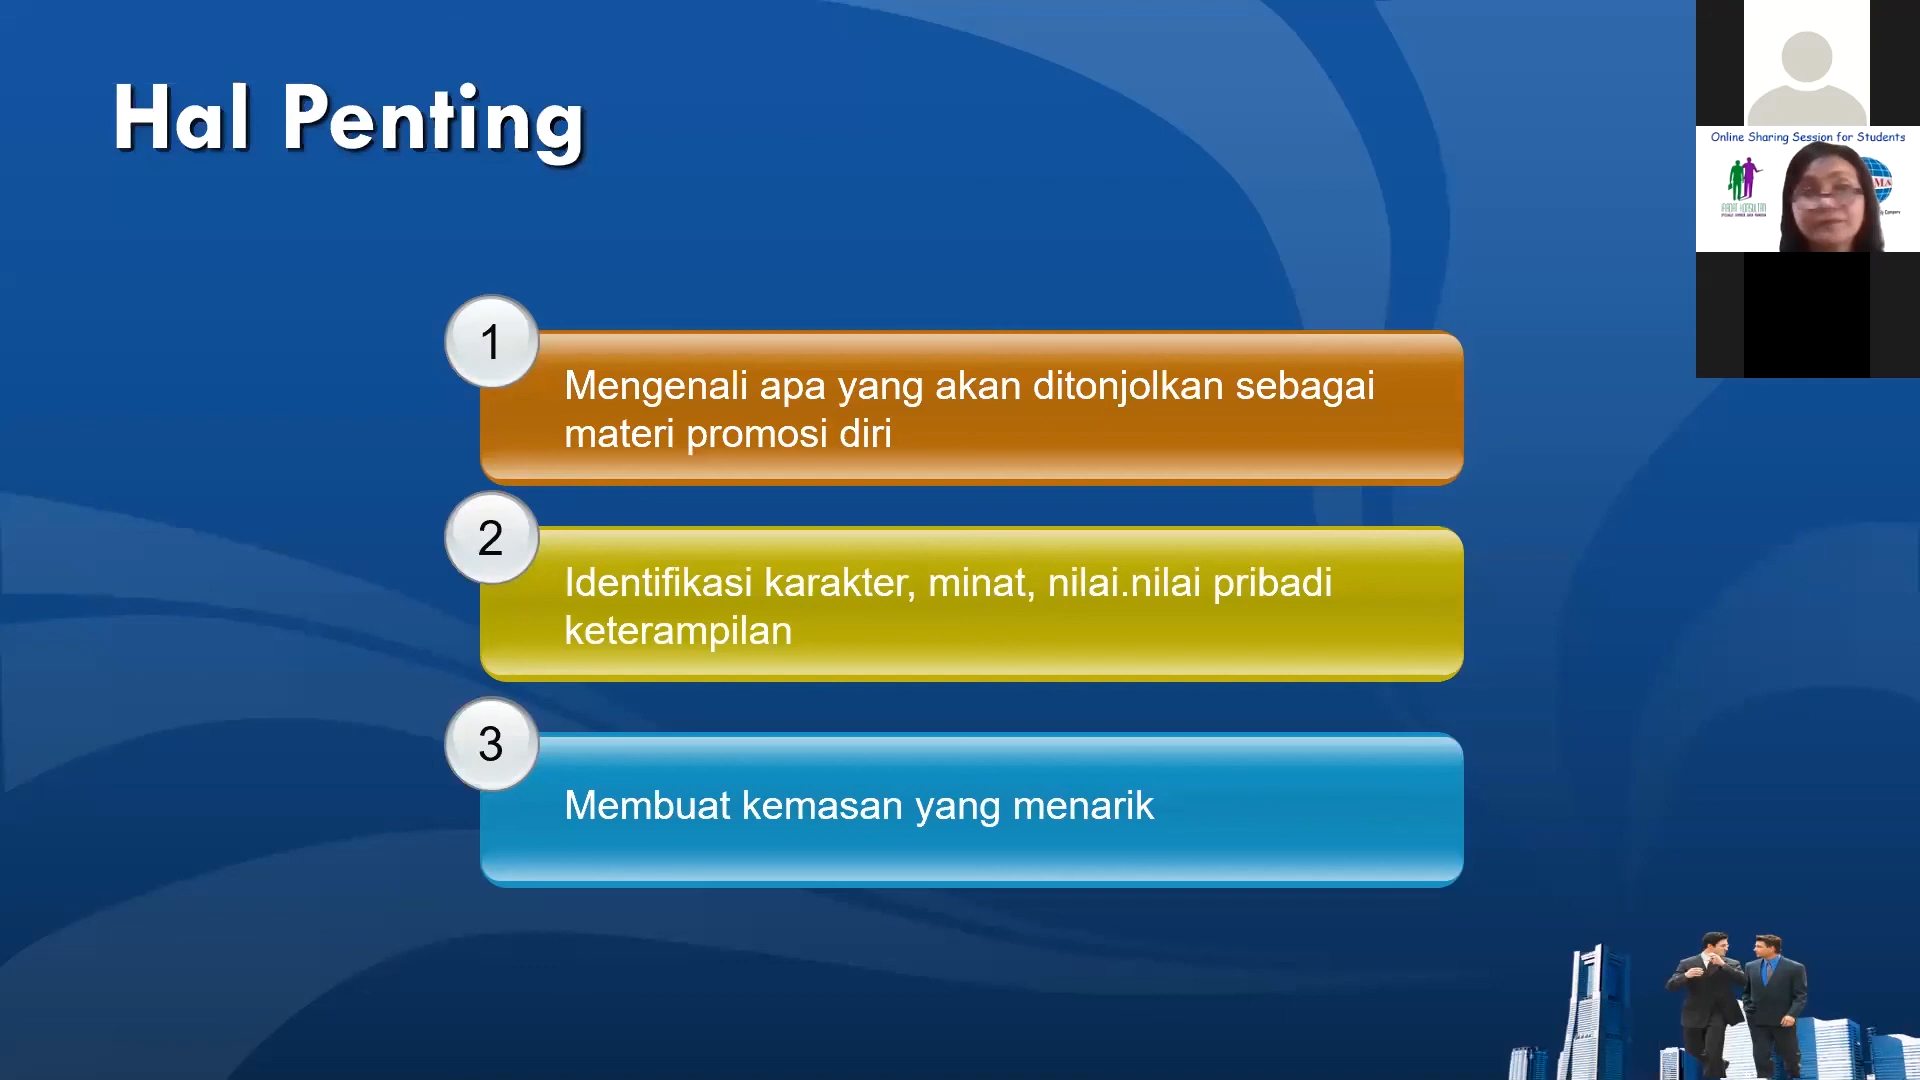 Hal Penting
Online Sharing Session for Students
1
Mengenali apa yang akan ditonjolkan sebagai
materi promosi diri
2
Identifikasi karakter, minat, nilai.nilai pribadi
keterampilan
3
Membuat kemasan yang menarik